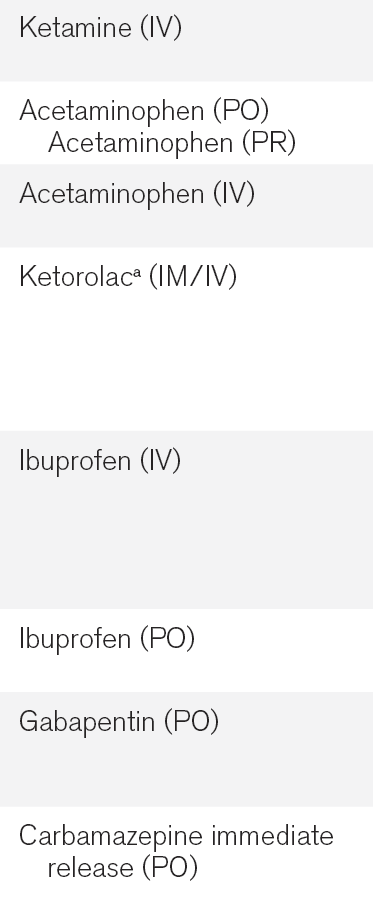 Ketamine (IV)
Acetaminophen (PO)
Acetaminophen (PR)
Acetaminophen (IV)
Ketorolacᵃ (IM/IV)
Ibuprofen (IV)
Ibuprofen (PO)
Gabapentin (PO)
Carbamazepine immediate
release (PO)